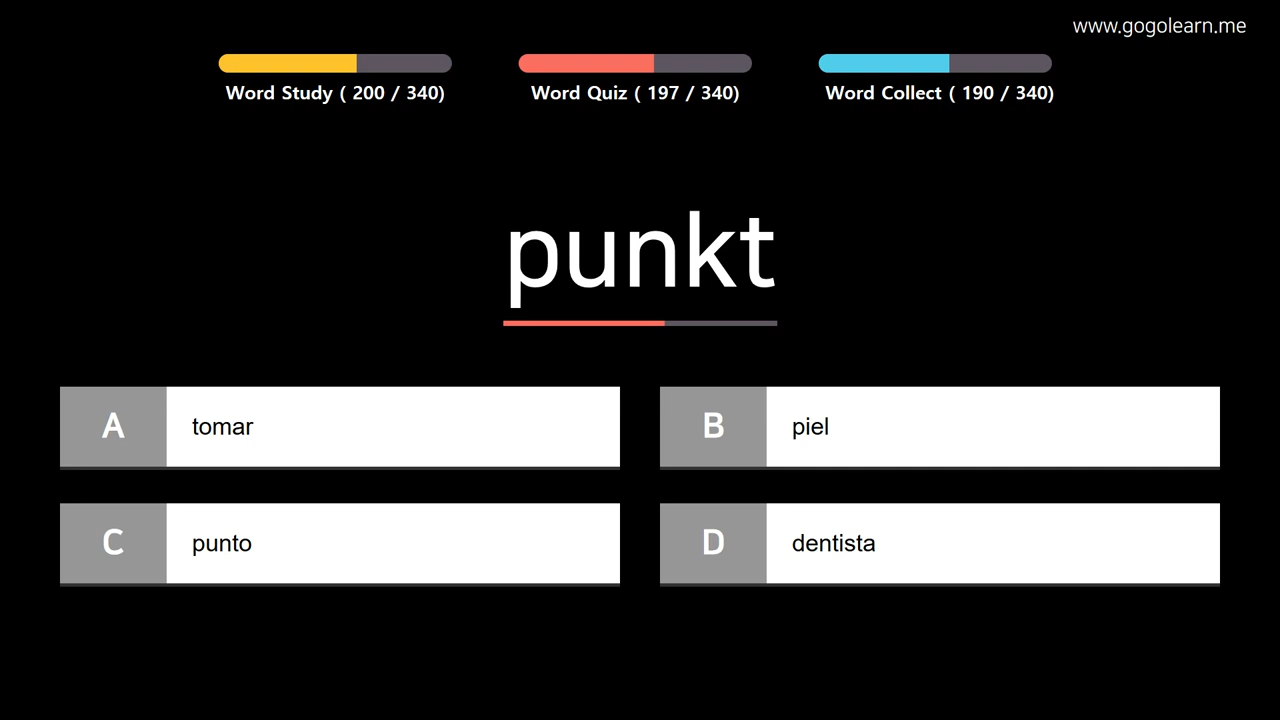 www.gogolearn.me
Word Study ( 200 / 340)
Word Quiz ( 197 / 340)
Word Collect ( 190 / 340)
punkt
A tomar
B piel
C punto
D dentista